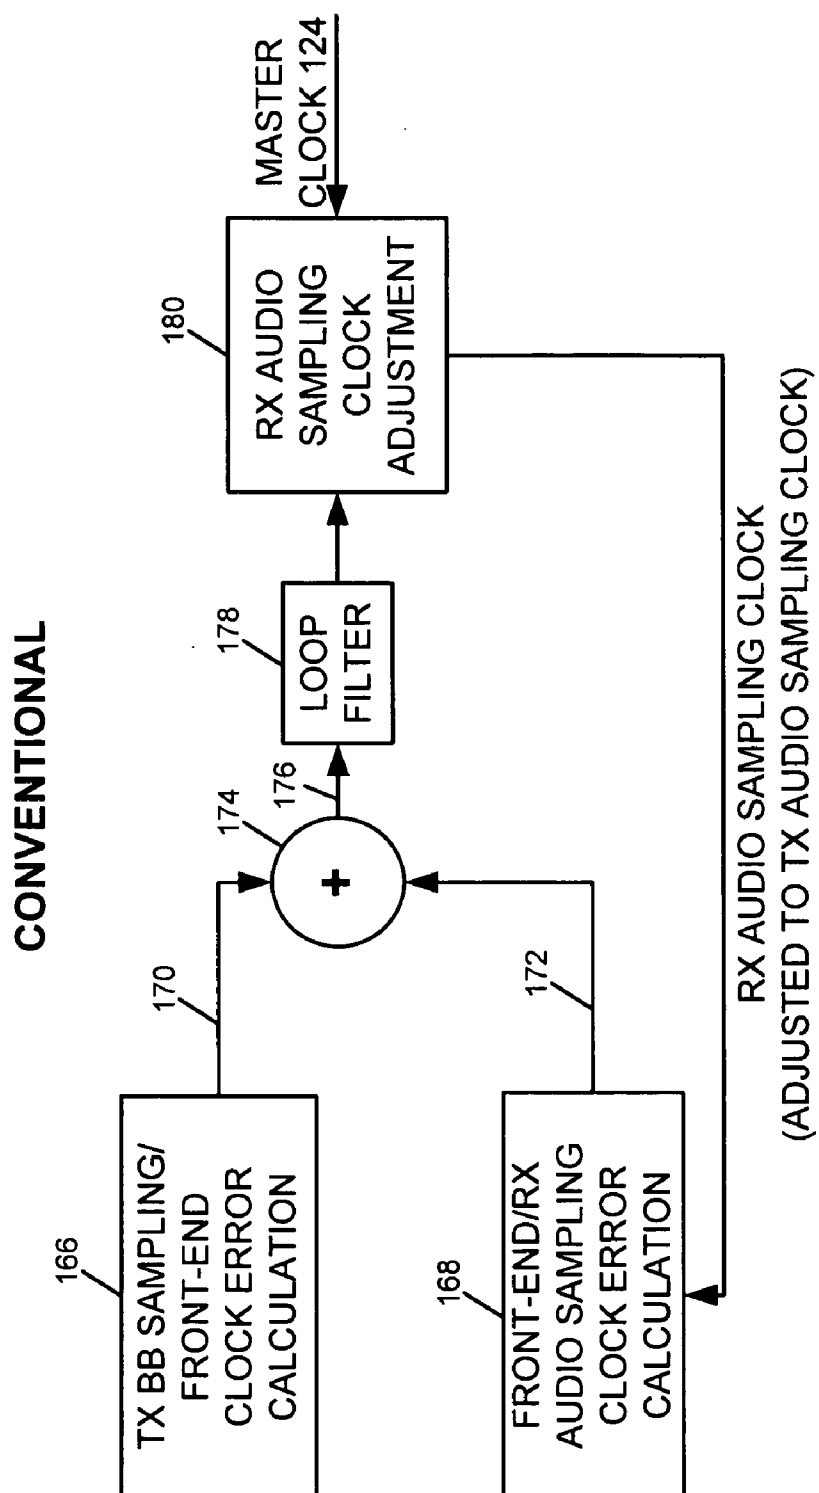 CONVENTIONAL
166
TX BB SAMPLING/
FRONT-END
CLOCK ERROR
CALCULATION
170
168
FRONT-END/RX
AUDIO SAMPLING
CLOCK ERROR
CALCULATION
172
174
+
176
178
LOOP
FILTER
180
RX AUDIO
SAMPLING
CLOCK
ADJUSTMENT
MASTER
CLOCK 124
RX AUDIO SAMPLING CLOCK
(ADJUSTED TO TX AUDIO SAMPLING CLOCK)